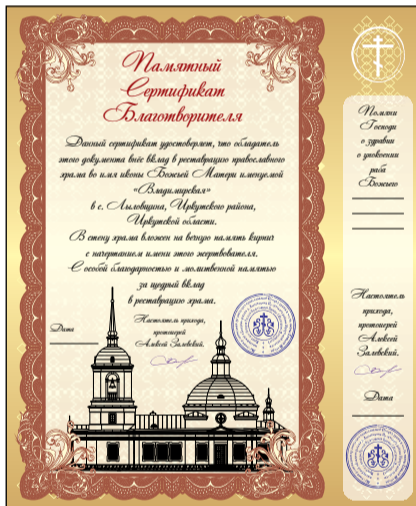 Памятный
Сертификат
Благотворителя
Данный сертификат удостоверяет, что обладатель
этого документа внёс вклад в реставрацию православного
храма во имя иконы Божьей Матери именуемой
«Владимирская»
в с. Лыловщина, Иркутского района,
Иркутской области.
В стену храма вложен на вечную память кирпич
с начертанием имени этого жертвователя.
С особой благодарностью и молитвенной памятью
за щедрый вклад
в реставрацию храма.
Дата
Настоятель прихода,
протоиерей
Алексей Залевский.
Помяни
Господи
о здравии
о упокоении
раба
Божьего
Настоятель
прихода,
протоиерей
Алексей
Залевский.
Дата